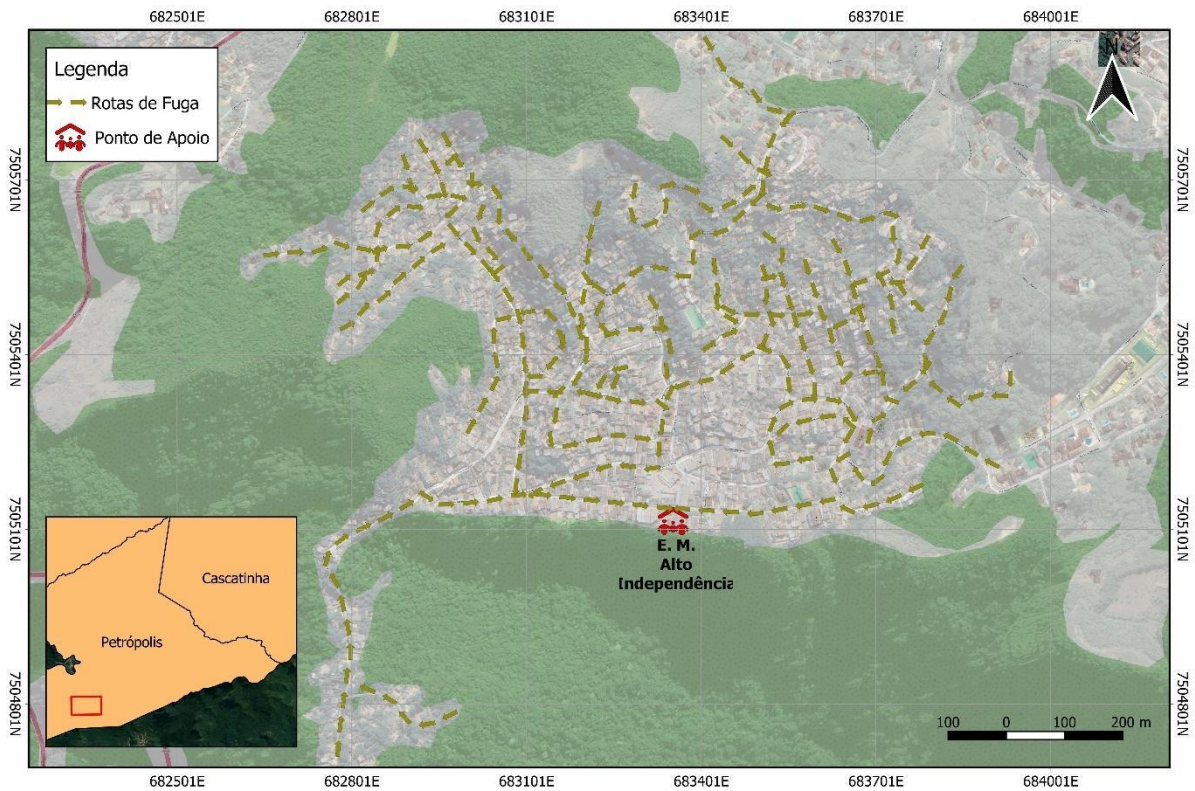 682501E 682801E 683101E 683401E 683701E 684001E
N
Legenda
Rotas de Fuga
Ponto de Apoio
7505701N
7505701N
7505401N
7505401N
7505101N
7505101N
E. M.
Alto
Independência
Cascatinha
Petrópolis
7504801N
7504801N
100 0 100 200 m
682501E 682801E 683101E 683401E 683701E 684001E